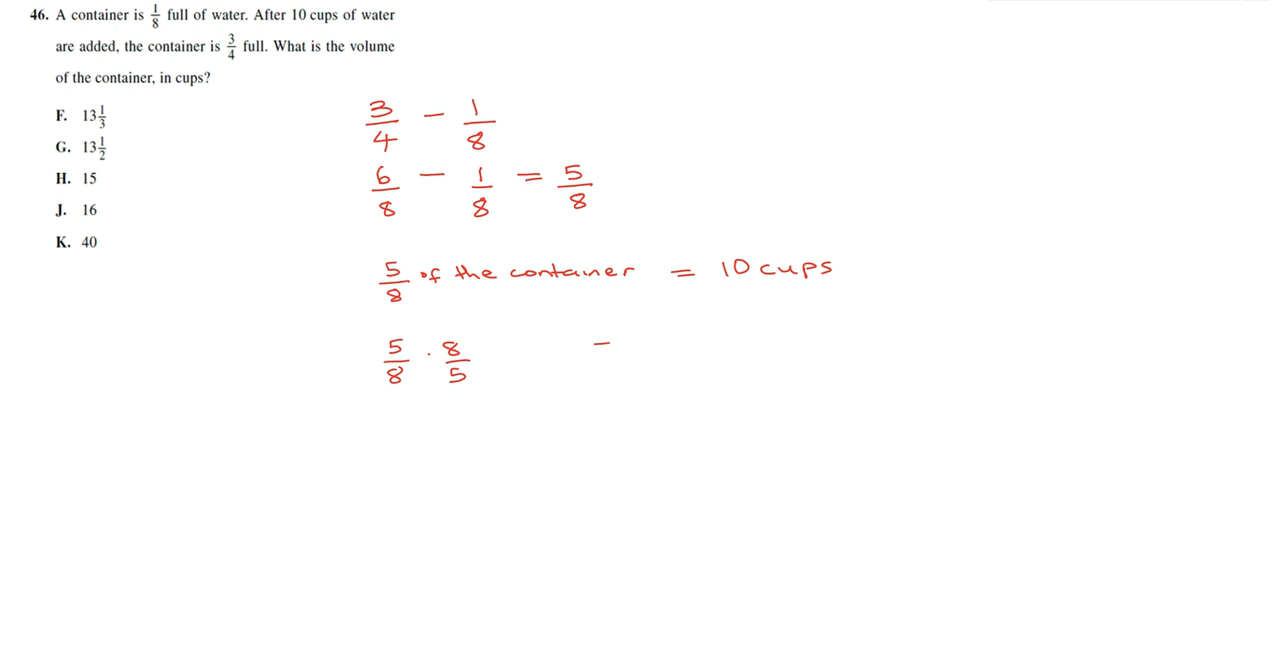 46. A container is 1/8 full of water. After 10 cups of water
are added, the container is 3/4 full. What is the volume
of the container, in cups?
F. 13 1/3
G. 13 1/2
H. 15
J. 16
K. 40
3/4 - 1/8
6/8 - 1/8 = 5/8
5/8 of the container = 10 cups
5/8 · 8/5 -